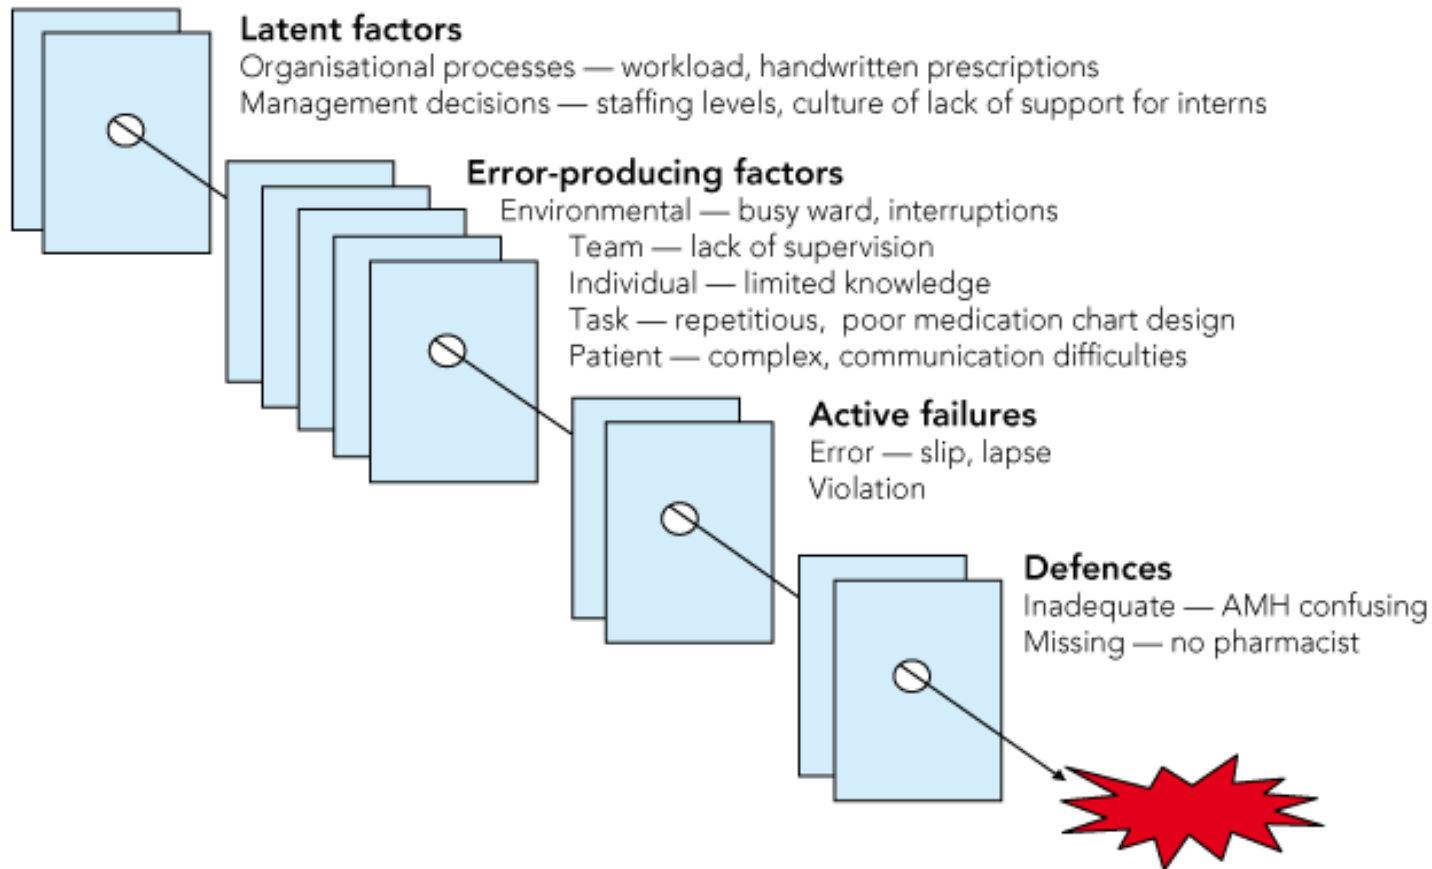 Latent factors
Organisational processes — workload, handwritten prescriptions
Management decisions — staffing levels, culture of lack of support for interns
Error-producing factors
Environmental — busy ward, interruptions
Team — lack of supervision
Individual — limited knowledge
Task — repetitious, poor medication chart design
Patient — complex, communication difficulties
Active failures
Error — slip, lapse
Violation
Defences
Inadequate — AMH confusing
Missing — no pharmacist